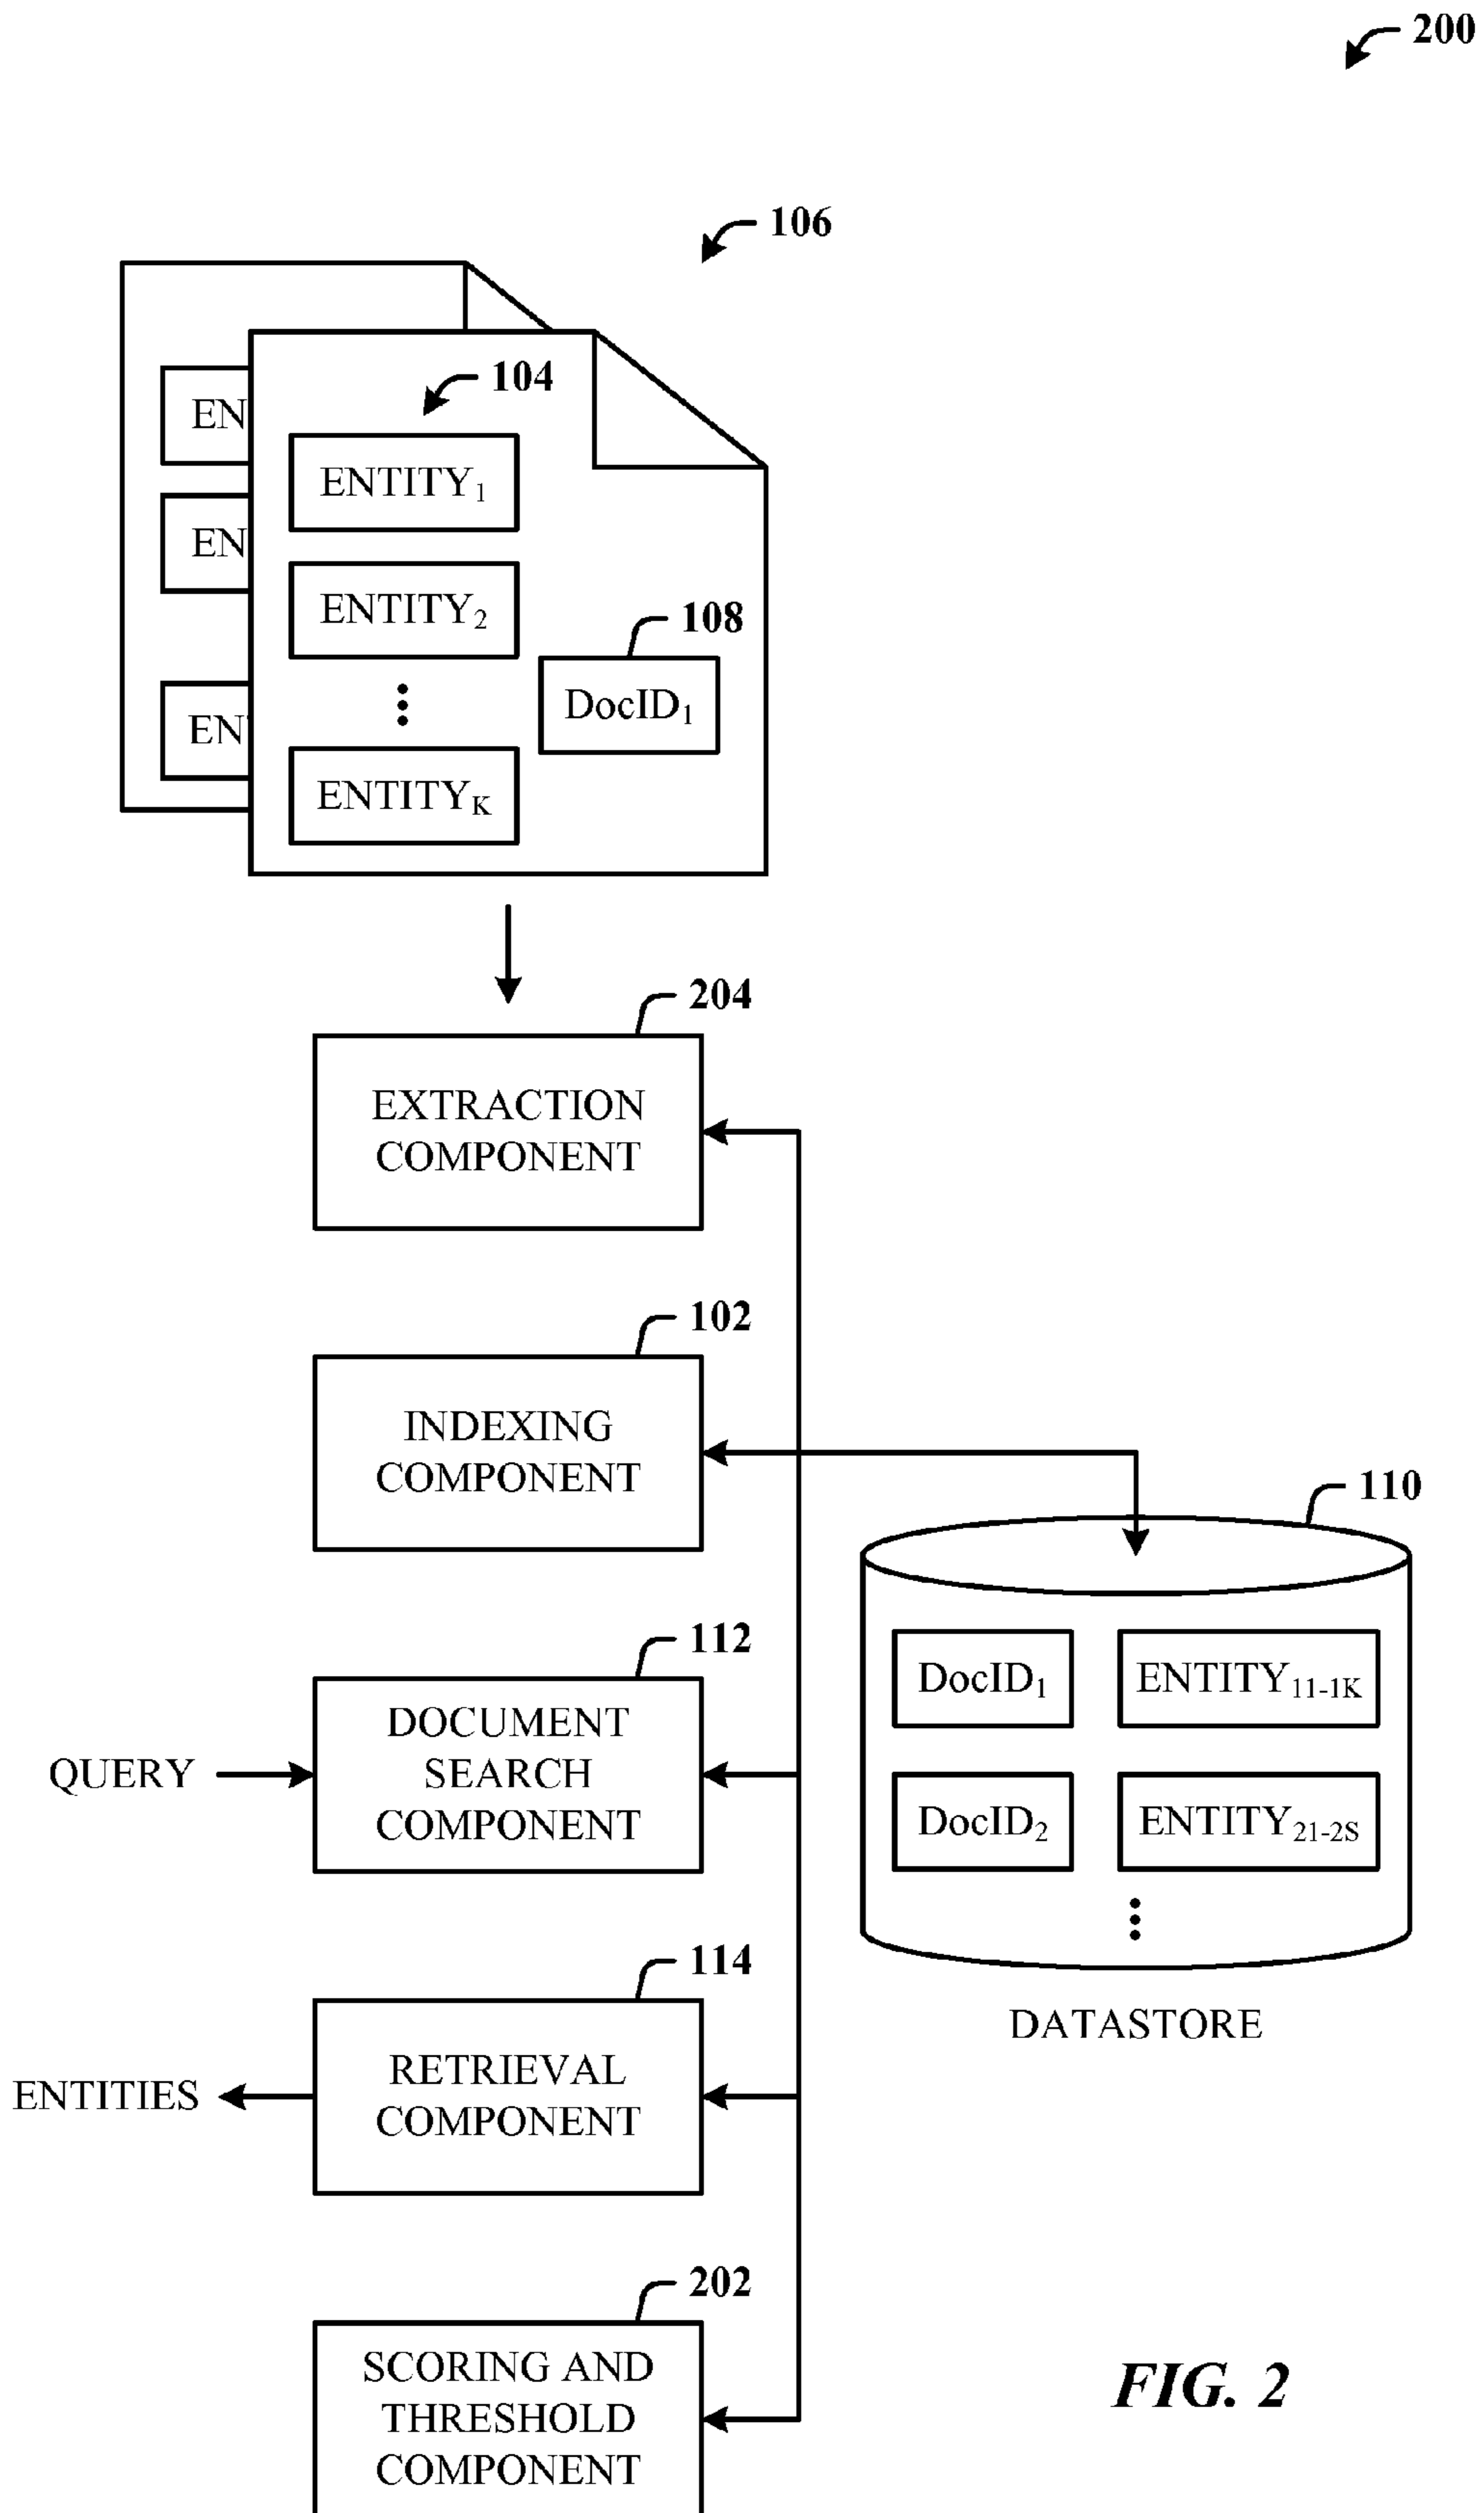 200
106
104
EN
ENTITY₁
EN
ENTITY₂
108
DocID₁
EN
ENTITY_K
204
EXTRACTION
COMPONENT
102
INDEXING
COMPONENT
110
112
DOCUMENT
SEARCH
COMPONENT
QUERY
DocID₁
ENTITY₁₁₋₁K
DocID₂
ENTITY₂₁₋₂S
DATASTORE
114
RETRIEVAL
COMPONENT
ENTITIES
202
SCORING AND
THRESHOLD
COMPONENT
FIG. 2